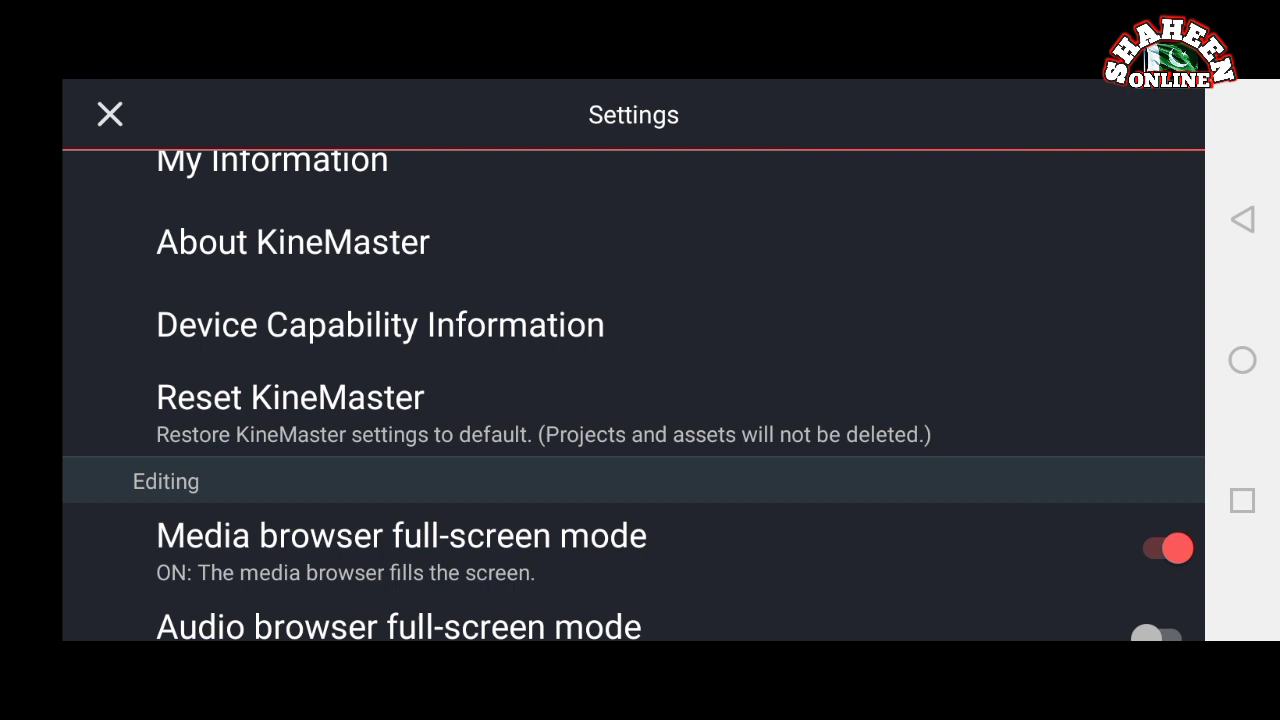 SHAHEEN
ONLINE
Settings
My Information
About KineMaster
Device Capability Information
Reset KineMaster
Restore KineMaster settings to default. (Projects and assets will not be deleted.)
Editing
Media browser full-screen mode
ON: The media browser fills the screen.
Audio browser full-screen mode